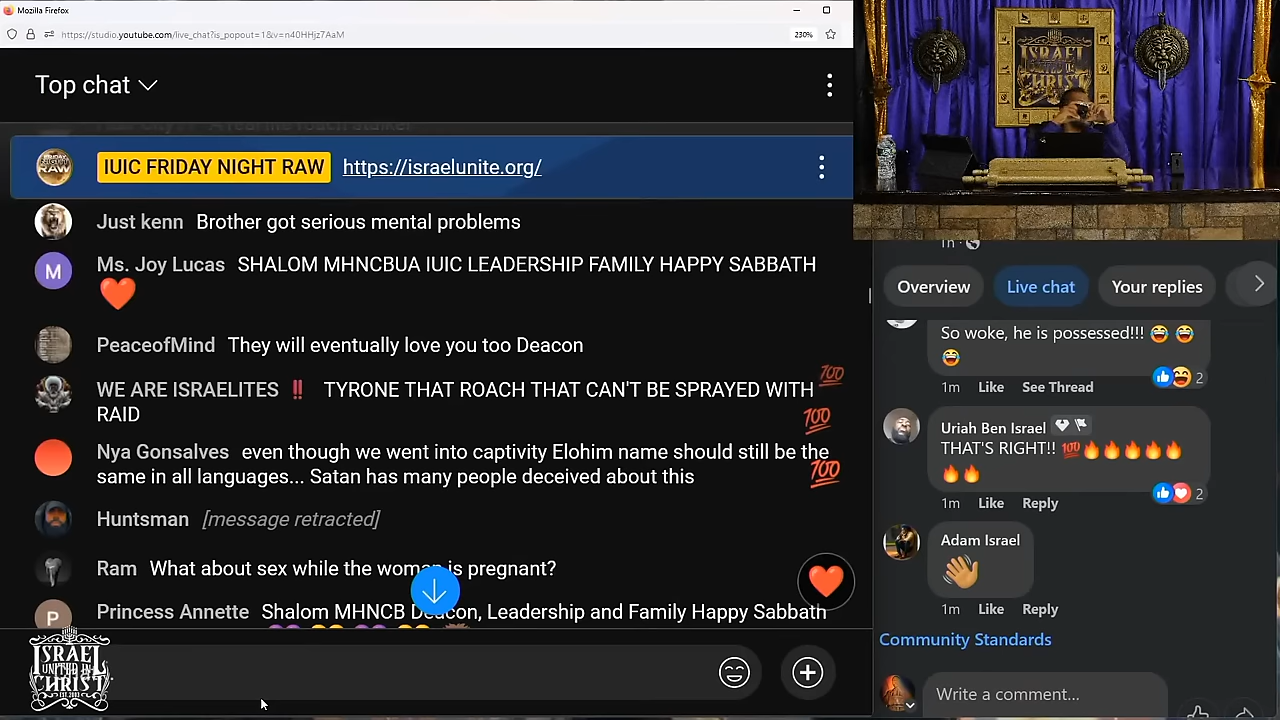 Mozilla Firefox
https://studio.youtube.com/live_chat?is_popout=1&v=n40HHjz7AaM
230%
Top chat
IUIC FRIDAY NIGHT RAW https://israelunite.org/
Just kenn Brother got serious mental problems
Ms. Joy Lucas SHALOM MHNCBUA IUIC LEADERSHIP FAMILY HAPPY SABBATH
❤️
M
PeaceofMind They will eventually love you too Deacon
WE ARE ISRAELITES ‼️ TYRONE THAT ROACH THAT CAN'T BE SPRAYED WITH
RAID
💯
💯
Nya Gonsalves even though we went into captivity Elohim name should still be the
same in all languages... Satan has many people deceived about this
💯
Huntsman [message retracted]
Ram What about sex while the woman is pregnant?
Princess Annette Shalom MHNCB Deacon, Leadership and Family Happy Sabbath
P
ISRAEL
UNITED IN
CHRIST
EST. 2003
ISRAEL
UNITED IN
CHRIST
1h
Overview
Live chat
Your replies
So woke, he is possessed!!! 😂 😂
😂
1m Like See Thread 2
Uriah Ben Israel
THAT'S RIGHT!! 💯🔥🔥🔥🔥🔥
🔥🔥
1m Like Reply 2
Adam Israel
👋🏽
1m Like Reply
Community Standards
Write a comment...